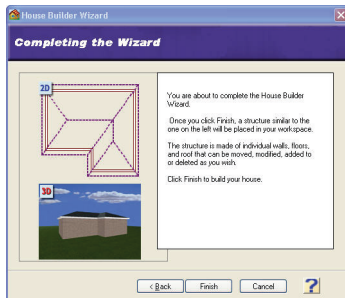 House Builder Wizard
Completing the Wizard
2D
You are about to complete the House Builder
Wizard.
Once you click Finish, a structure similar to the
one on the left will be placed in your workspace.
The structure is made of individual walls, floors,
and roof that can be moved, modified, added to
or deleted as you wish.
Click Finish to build your house.
3D
< Back
Finish
Cancel
?